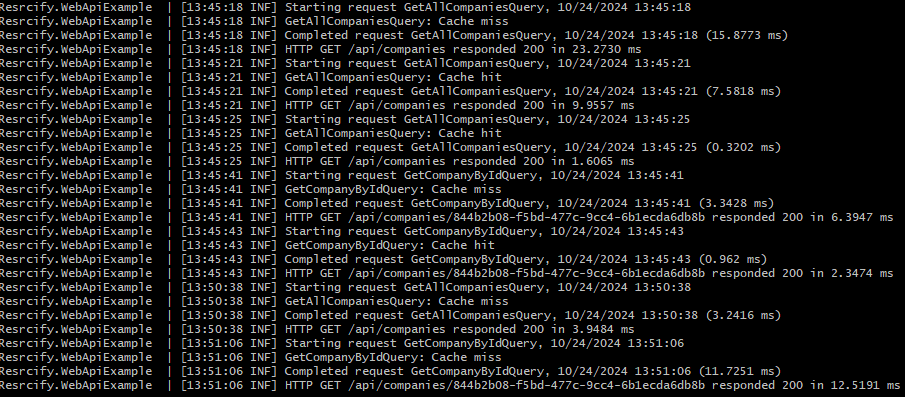 Resrcify.WebApiExample | [13:45:18 INF] Starting request GetAllCompaniesQuery, 10/24/2024 13:45:18
Resrcify.WebApiExample | [13:45:18 INF] GetAllCompaniesQuery: Cache miss
Resrcify.WebApiExample | [13:45:18 INF] Completed request GetAllCompaniesQuery, 10/24/2024 13:45:18 (15.8773 ms)
Resrcify.WebApiExample | [13:45:18 INF] HTTP GET /api/companies responded 200 in 23.2730 ms
Resrcify.WebApiExample | [13:45:21 INF] Starting request GetAllCompaniesQuery, 10/24/2024 13:45:21
Resrcify.WebApiExample | [13:45:21 INF] GetAllCompaniesQuery: Cache hit
Resrcify.WebApiExample | [13:45:21 INF] Completed request GetAllCompaniesQuery, 10/24/2024 13:45:21 (7.5818 ms)
Resrcify.WebApiExample | [13:45:21 INF] HTTP GET /api/companies responded 200 in 9.9557 ms
Resrcify.WebApiExample | [13:45:25 INF] Starting request GetAllCompaniesQuery, 10/24/2024 13:45:25
Resrcify.WebApiExample | [13:45:25 INF] GetAllCompaniesQuery: Cache hit
Resrcify.WebApiExample | [13:45:25 INF] Completed request GetAllCompaniesQuery, 10/24/2024 13:45:25 (0.3202 ms)
Resrcify.WebApiExample | [13:45:25 INF] HTTP GET /api/companies responded 200 in 1.6065 ms
Resrcify.WebApiExample | [13:45:41 INF] Starting request GetCompanyByIdQuery, 10/24/2024 13:45:41
Resrcify.WebApiExample | [13:45:41 INF] GetCompanyByIdQuery: Cache miss
Resrcify.WebApiExample | [13:45:41 INF] Completed request GetCompanyByIdQuery, 10/24/2024 13:45:41 (3.3428 ms)
Resrcify.WebApiExample | [13:45:41 INF] HTTP GET /api/companies/844b2b08-f5bd-477c-9cc4-6b1ecda6db8b responded 200 in 6.3947 ms
Resrcify.WebApiExample | [13:45:43 INF] Starting request GetCompanyByIdQuery, 10/24/2024 13:45:43
Resrcify.WebApiExample | [13:45:43 INF] GetCompanyByIdQuery: Cache hit
Resrcify.WebApiExample | [13:45:43 INF] Completed request GetCompanyByIdQuery, 10/24/2024 13:45:43 (0.962 ms)
Resrcify.WebApiExample | [13:45:43 INF] HTTP GET /api/companies/844b2b08-f5bd-477c-9cc4-6b1ecda6db8b responded 200 in 2.3474 ms
Resrcify.WebApiExample | [13:50:38 INF] Starting request GetAllCompaniesQuery, 10/24/2024 13:50:38
Resrcify.WebApiExample | [13:50:38 INF] GetAllCompaniesQuery: Cache miss
Resrcify.WebApiExample | [13:50:38 INF] Completed request GetAllCompaniesQuery, 10/24/2024 13:50:38 (3.2416 ms)
Resrcify.WebApiExample | [13:50:38 INF] HTTP GET /api/companies responded 200 in 3.9484 ms
Resrcify.WebApiExample | [13:51:06 INF] Starting request GetCompanyByIdQuery, 10/24/2024 13:51:06
Resrcify.WebApiExample | [13:51:06 INF] GetCompanyByIdQuery: Cache miss
Resrcify.WebApiExample | [13:51:06 INF] Completed request GetCompanyByIdQuery, 10/24/2024 13:51:06 (11.7251 ms)
Resrcify.WebApiExample | [13:51:06 INF] HTTP GET /api/companies/844b2b08-f5bd-477c-9cc4-6b1ecda6db8b responded 200 in 12.5191 ms